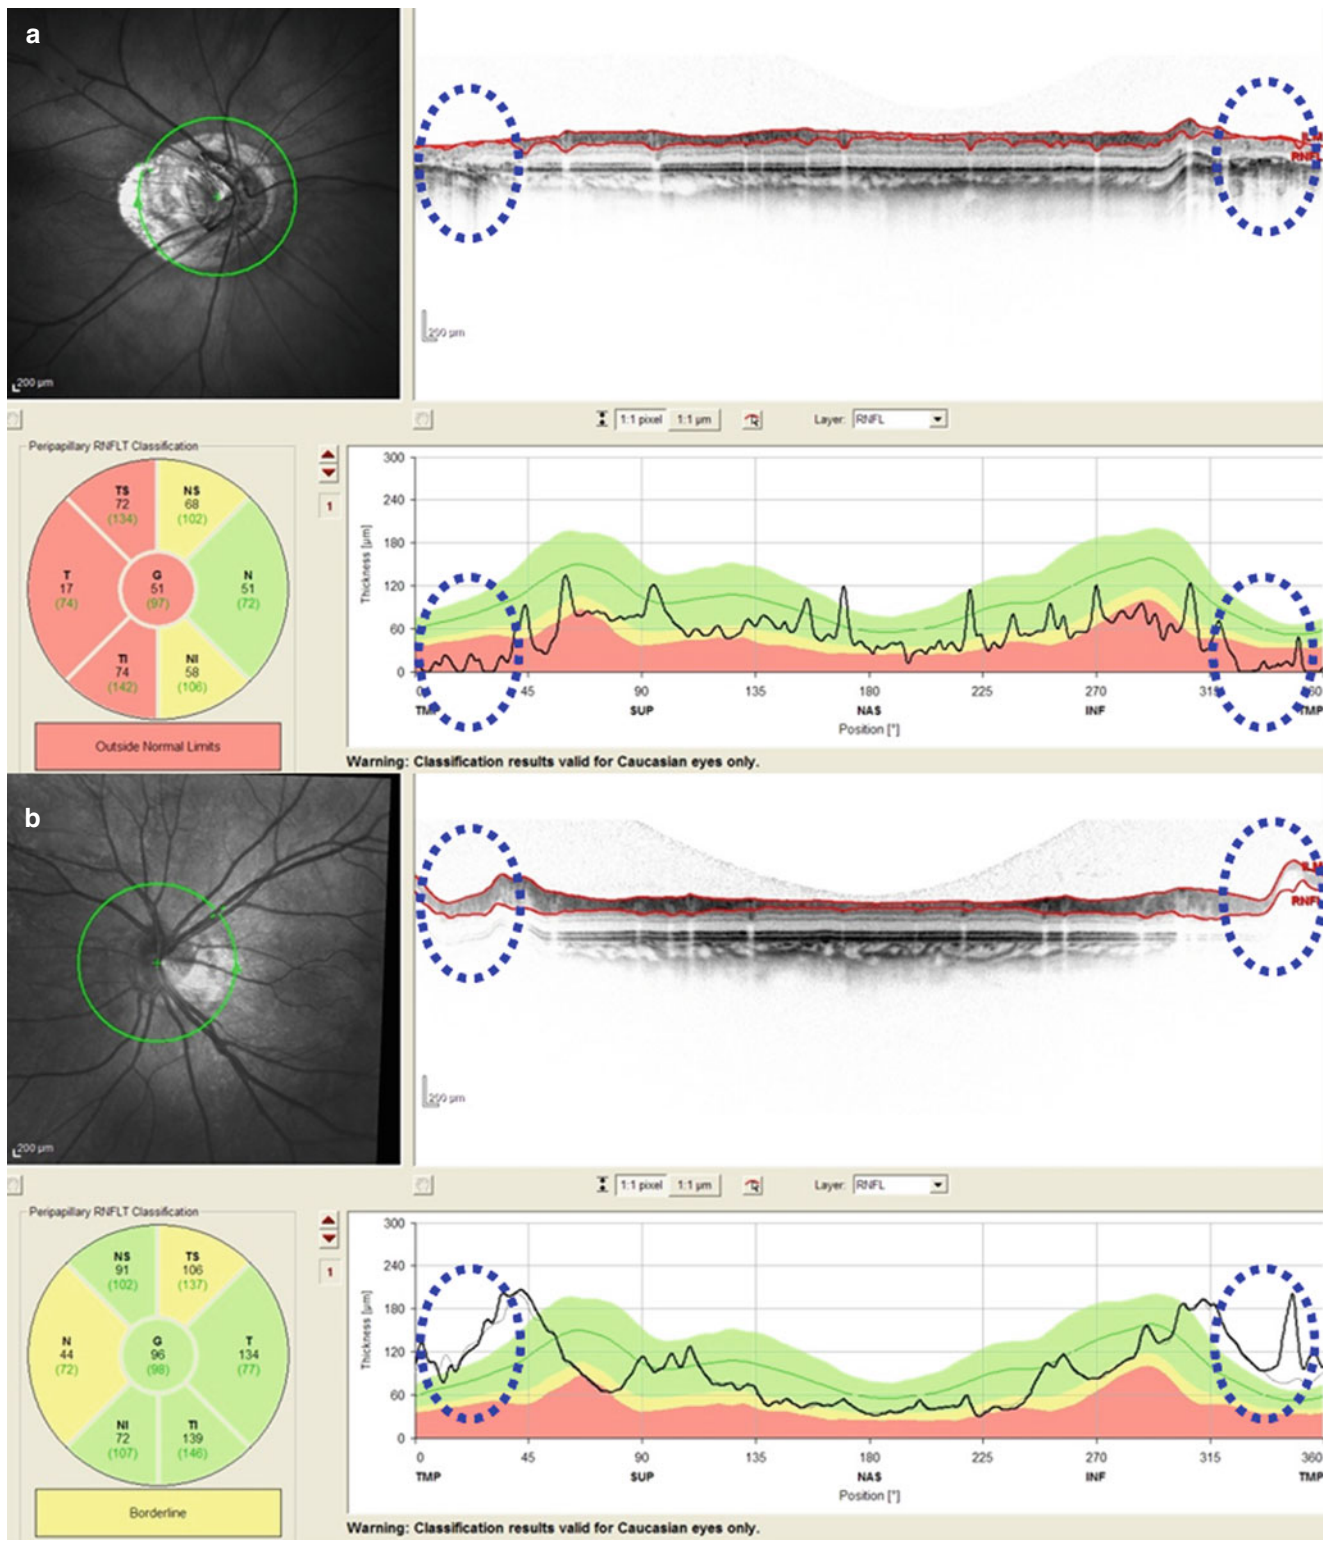 a
ILM
RNFL
200 µm
200 µm
1:1 pixel 1:1 µm Layer: RNFL
Peripapillary RNFLT Classification
TS
72
(134)
NS
68
(102)
T
17
(74)
G
51
(97)
N
51
(72)
TI
74
(142)
NI
58
(106)
Outside Normal Limits
1
Thickness [µm]
300
240
180
120
60
0
0 45 90 135 180 225 270 315 360
TMP SUP NAS INF TMP
Position [°]
Warning: Classification results valid for Caucasian eyes only.
b
ILM
RNFL
200 µm
200 µm
1:1 pixel 1:1 µm Layer: RNFL
Peripapillary RNFLT Classification
NS
91
(102)
TS
106
(137)
N
44
(72)
G
96
(98)
T
134
(77)
NI
72
(107)
TI
139
(146)
Borderline
1
Thickness [µm]
300
240
180
120
60
0
0 45 90 135 180 225 270 315 360
TMP SUP NAS INF TMP
Position [°]
Warning: Classification results valid for Caucasian eyes only.